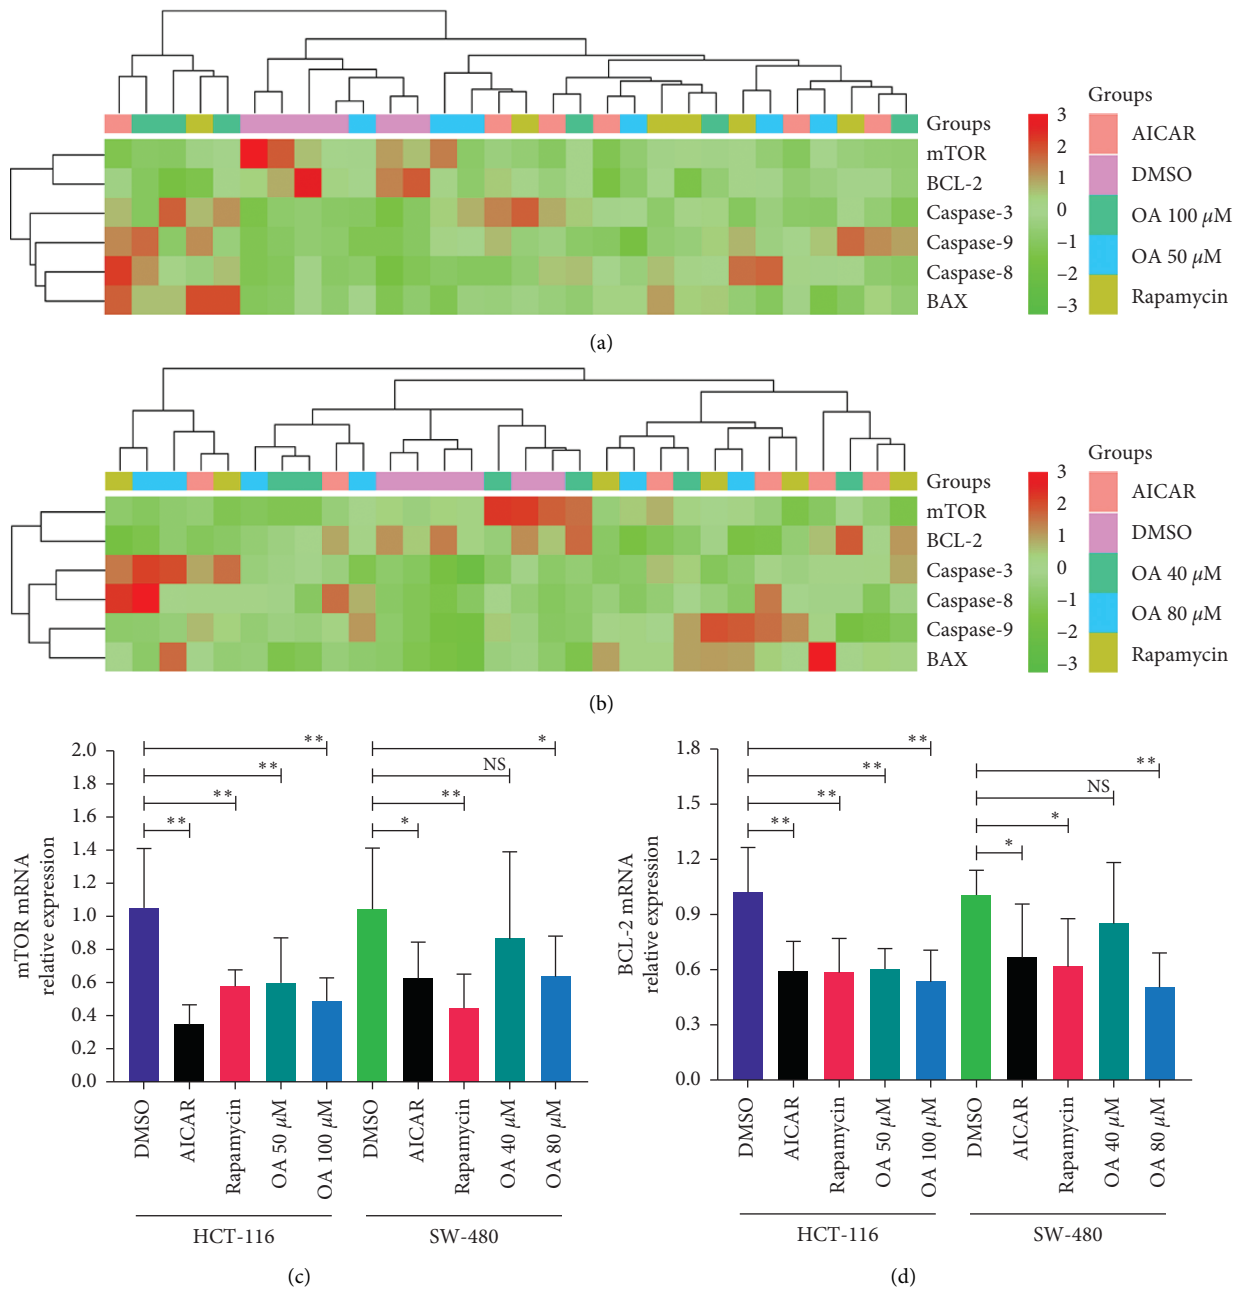 Groups
mTOR
BCL-2
Caspase-3
Caspase-9
Caspase-8
BAX
3
2
1
0
−1
−2
−3
Groups
AICAR
DMSO
OA 100 µM
OA 50 µM
Rapamycin
(a)
Groups
mTOR
BCL-2
Caspase-3
Caspase-8
Caspase-9
BAX
3
2
1
0
−1
−2
−3
Groups
AICAR
DMSO
OA 40 µM
OA 80 µM
Rapamycin
(b)
mTOR mRNA
relative expression
2.0
1.8
1.6
1.4
1.2
1.0
0.8
0.6
0.4
0.2
0.0
**
**
**
**
*
NS
**
*
DMSO
AICAR
Rapamycin
OA 50 µM
OA 100 µM
DMSO
AICAR
Rapamycin
OA 40 µM
OA 80 µM
HCT-116
SW-480
(c)
BCL-2 mRNA
relative expression
1.8
1.5
1.2
0.9
0.6
0.3
0.0
**
**
**
**
**
NS
*
*
DMSO
AICAR
Rapamycin
OA 50 µM
OA 100 µM
DMSO
AICAR
Rapamycin
OA 40 µM
OA 80 µM
HCT-116
SW-480
(d)